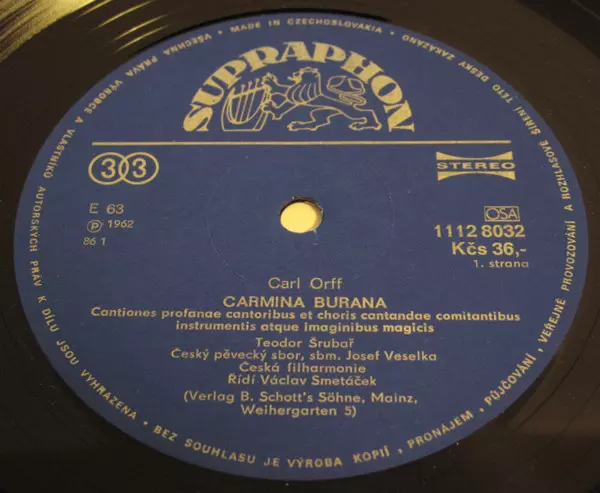 VŠECHNA PRÁVA VÝROBCE A VLASTNÍKŮ AUTORSKÝCH PRÁV K DÍLU JSOU VYHRAZENA • BEZ SOUHLASU JE VÝROBA KOPIÍ, PRONÁJEM, PŮJČOVÁNÍ, VEŘEJNÉ PROVOZOVÁNÍ A ROZHLASOVÉ ŠÍŘENÍ TÉTO DESKY ZAKÁZÁNO • MADE IN CZECHOSLOVAKIA •
SUPRAPHON
33
STEREO
E 63
Ⓟ 1962
86 1
OSA
1112 8032
Kčs 36,-
1. strana
Carl Orff
CARMINA BURANA
Cantiones profanae cantoribus et choris cantandae comitantibus
instrumentis atque imaginibus magicis
Teodor Šrubař
Český pěvecký sbor, sbm. Josef Veselka
Česká filharmonie
Řídí Václav Smetáček
(Verlag B. Schott's Söhne, Mainz,
Weihergarten 5)